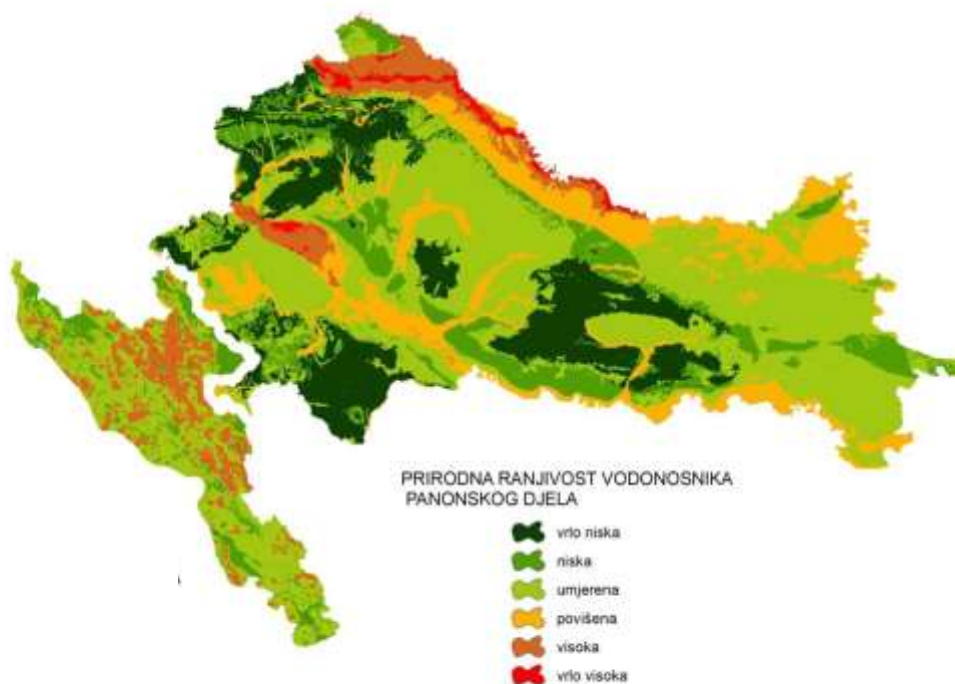 PRIRODNA RANJIVOST VODONOSNIKA
PANONSKOG DJELA
vrlo niska
niska
umjerena
povišena
visoka
vrlo visoka